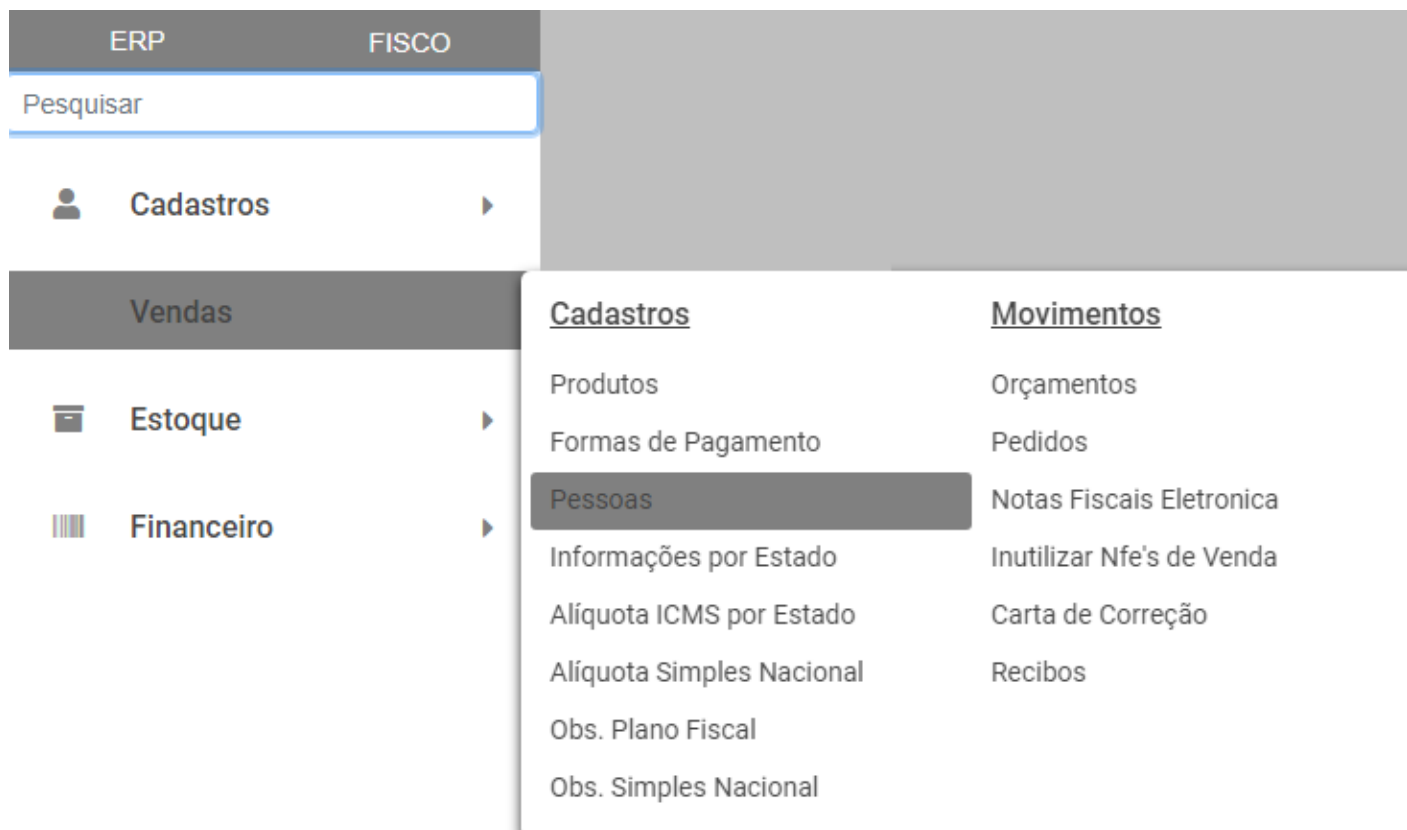 ERP FISCO
Pesquisar
Cadastros
Vendas
Estoque
Financeiro
Cadastros
Produtos
Formas de Pagamento
Pessoas
Informações por Estado
Alíquota ICMS por Estado
Alíquota Simples Nacional
Obs. Plano Fiscal
Obs. Simples Nacional
Movimentos
Orçamentos
Pedidos
Notas Fiscais Eletronica
Inutilizar Nfe's de Venda
Carta de Correção
Recibos